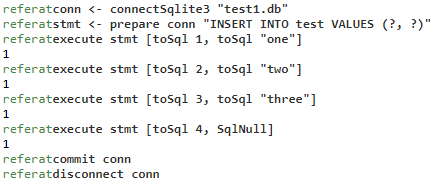 referatconn <- connectSqlite3 "test1.db"
referatstmt <- prepare conn "INSERT INTO test VALUES (?, ?)"
referatexecute stmt [toSql 1, toSql "one"]
1
referatexecute stmt [toSql 2, toSql "two"]
1
referatexecute stmt [toSql 3, toSql "three"]
1
referatexecute stmt [toSql 4, SqlNull]
1
referatcommit conn
referatdisconnect conn